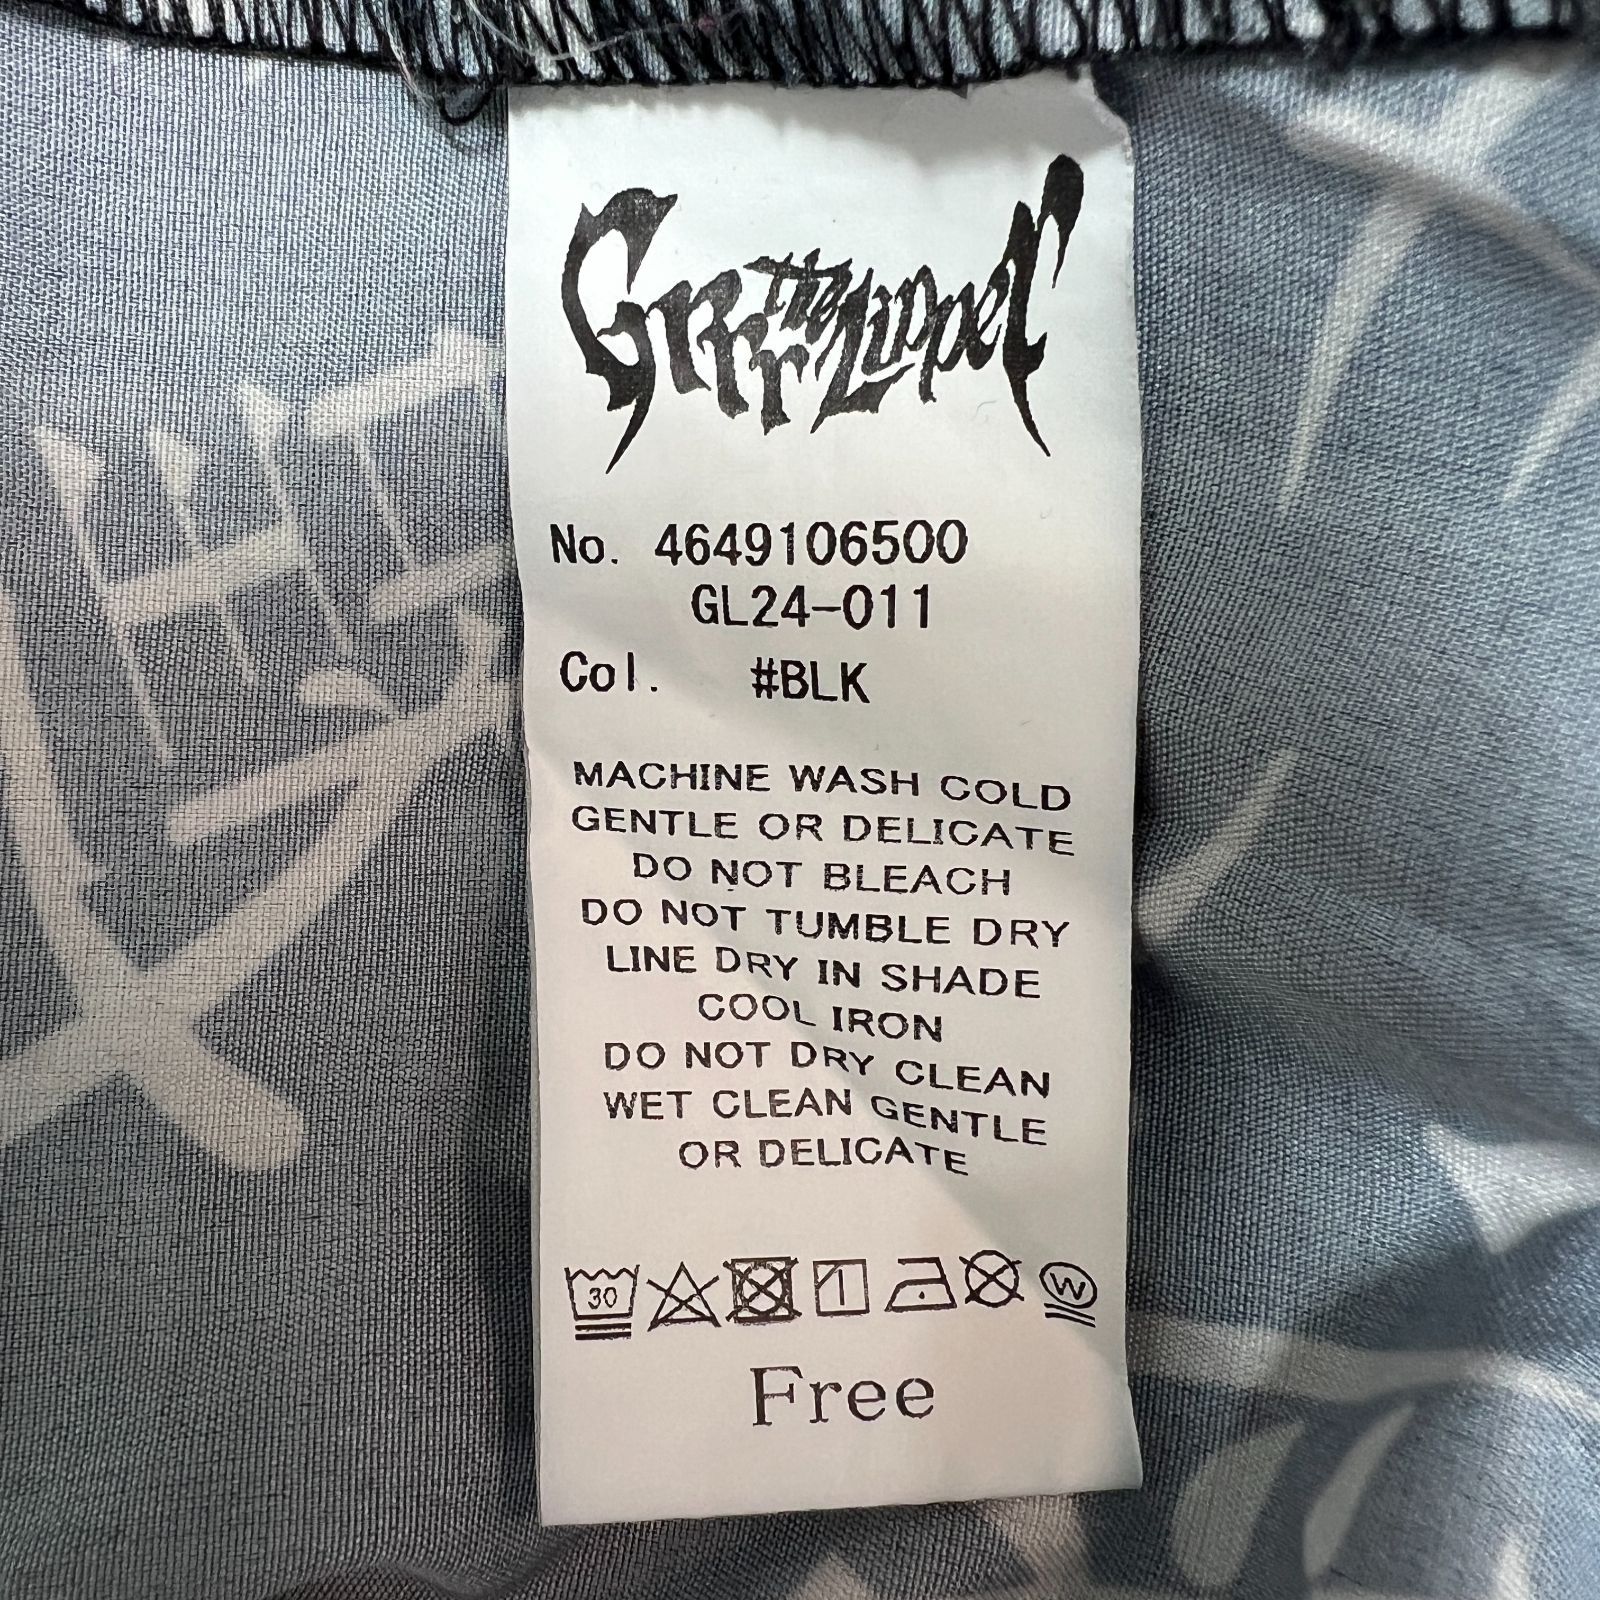 No. 4649106500
GL24-011
Col. #BLK
MACHINE WASH COLD
GENTLE OR DELICATE
DO NOT BLEACH
DO NOT TUMBLE DRY
LINE DRY IN SHADE
COOL IRON
DO NOT DRY CLEAN
WET CLEAN GENTLE
OR DELICATE
30
W
Free